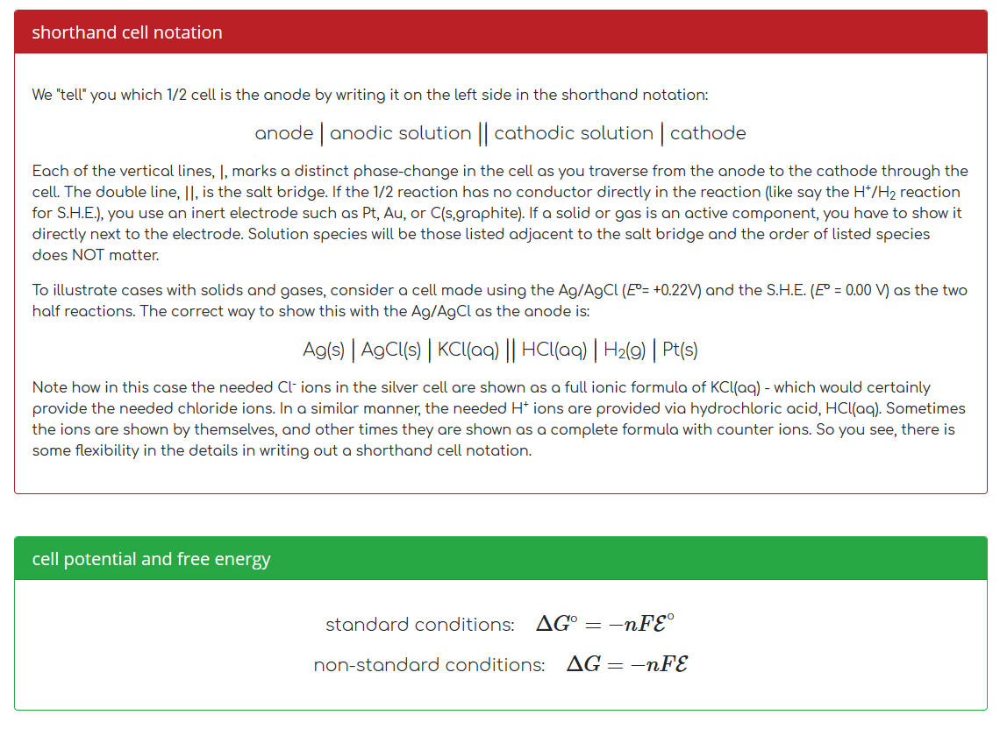 shorthand cell notation
We "tell" you which 1/2 cell is the anode by writing it on the left side in the shorthand notation:
anode | anodic solution || cathodic solution | cathode
Each of the vertical lines, |, marks a distinct phase-change in the cell as you traverse from the anode to the cathode through the
cell. The double line, ||, is the salt bridge. If the 1/2 reaction has no conductor directly in the reaction (like say the H⁺/H₂ reaction
for S.H.E.), you use an inert electrode such as Pt, Au, or C(s,graphite). If a solid or gas is an active component, you have to show it
directly next to the electrode. Solution species will be those listed adjacent to the salt bridge and the order of listed species
does NOT matter.
To illustrate cases with solids and gases, consider a cell made using the Ag/AgCl (E°= +0.22V) and the S.H.E. (E° = 0.00 V) as the two
half reactions. The correct way to show this with the Ag/AgCl as the anode is:
Ag(s) | AgCl(s) | KCl(aq) || HCl(aq) | H₂(g) | Pt(s)
Note how in this case the needed Cl⁻ ions in the silver cell are shown as a full ionic formula of KCl(aq) - which would certainly
provide the needed chloride ions. In a similar manner, the needed H⁺ ions are provided via hydrochloric acid, HCl(aq). Sometimes
the ions are shown by themselves, and other times they are shown as a complete formula with counter ions. So you see, there is
some flexibility in the details in writing out a shorthand cell notation.
cell potential and free energy
standard conditions: ΔG° = −nFℰ°
non-standard conditions: ΔG = −nFℰ